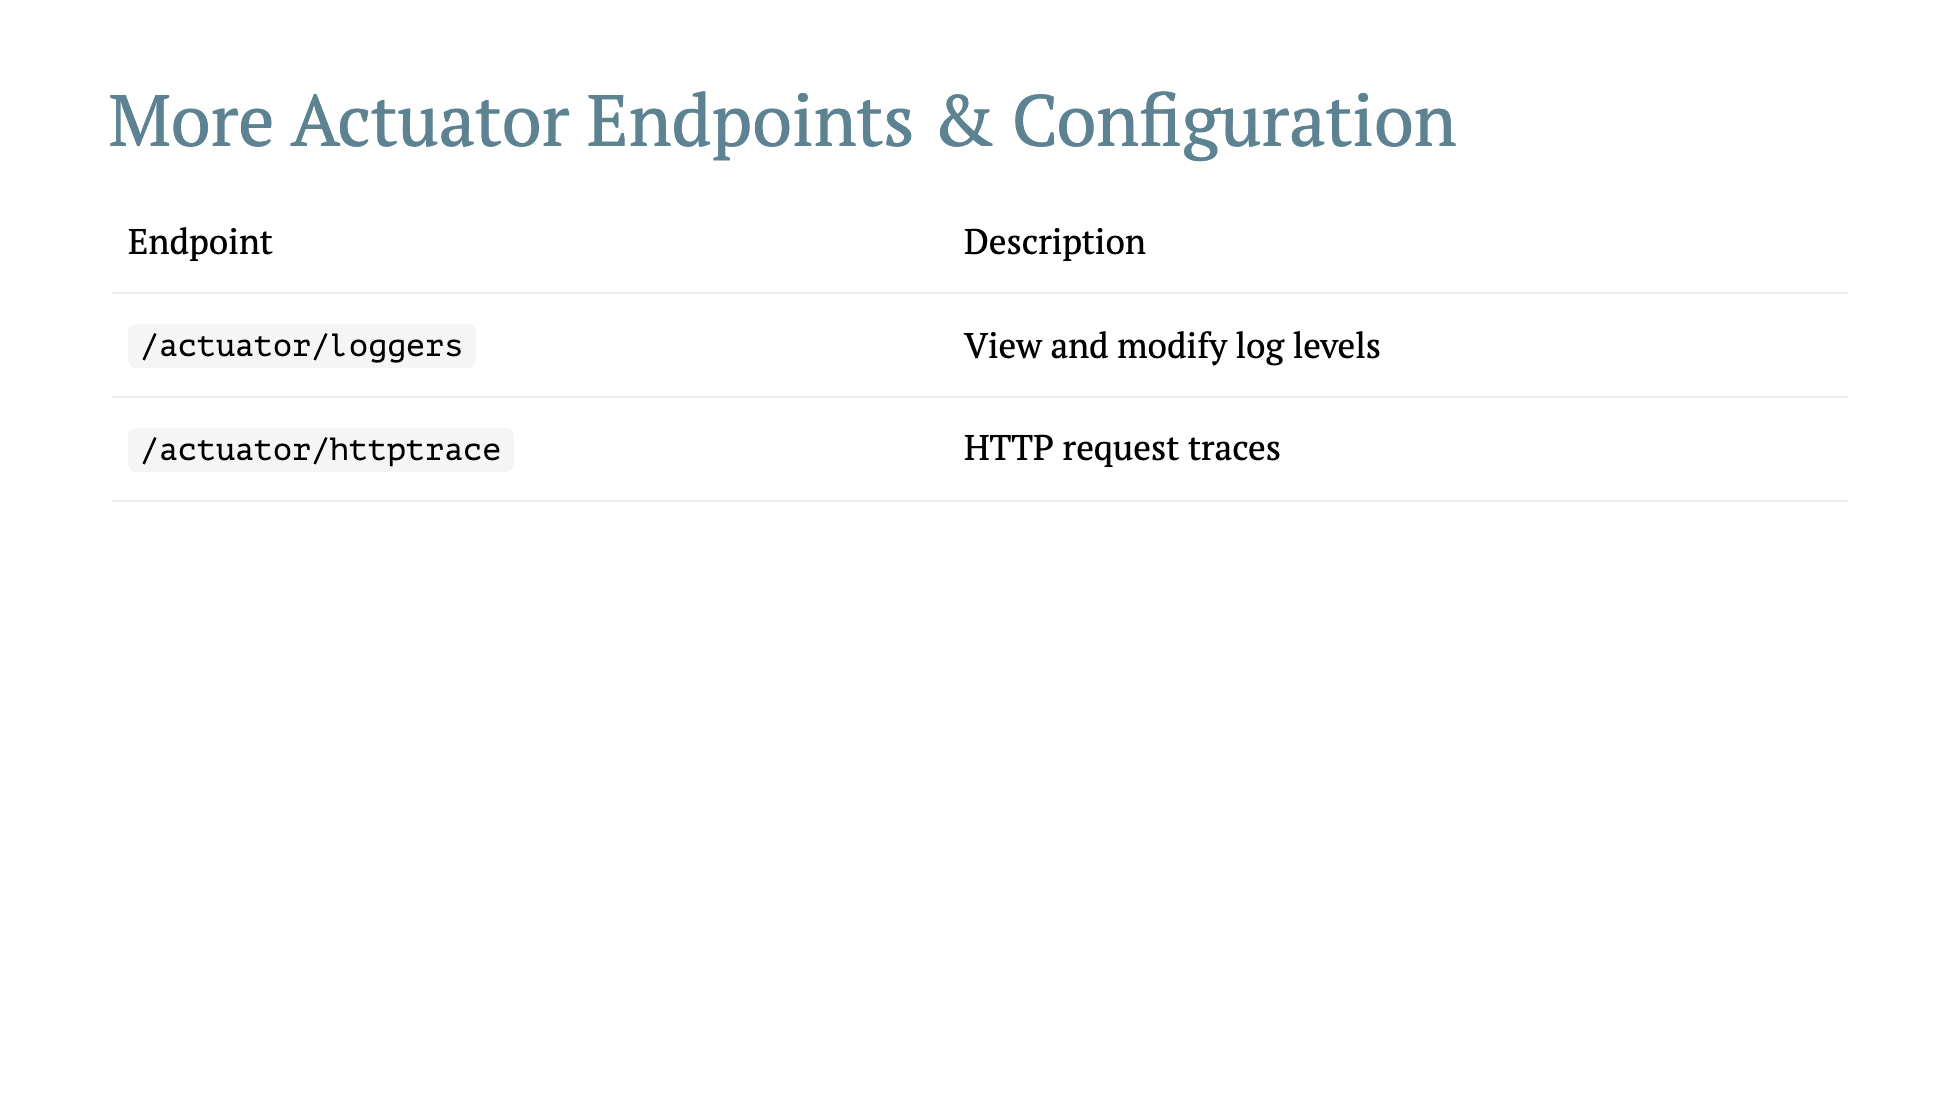 More Actuator Endpoints & Configuration
Endpoint Description
/actuator/loggers View and modify log levels
/actuator/httptrace HTTP request traces